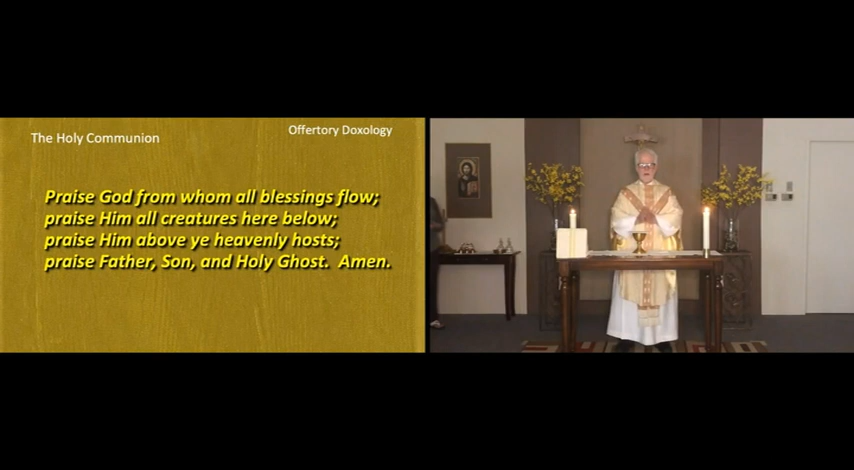 The Holy Communion
Offertory Doxology
Praise God from whom all blessings flow;
praise Him all creatures here below;
praise Him above ye heavenly hosts;
praise Father, Son, and Holy Ghost.  Amen.